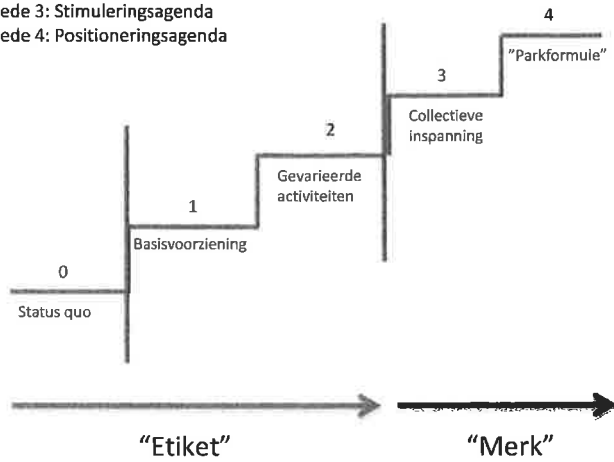 ede 3: Stimuleringsagenda
ede 4: Positioneringsagenda
4
"Parkformule"
3
Collectieve
inspanning
2
Gevarieerde
activiteiten
1
Basisvoorziening
0
Status quo
"Etiket"
"Merk"